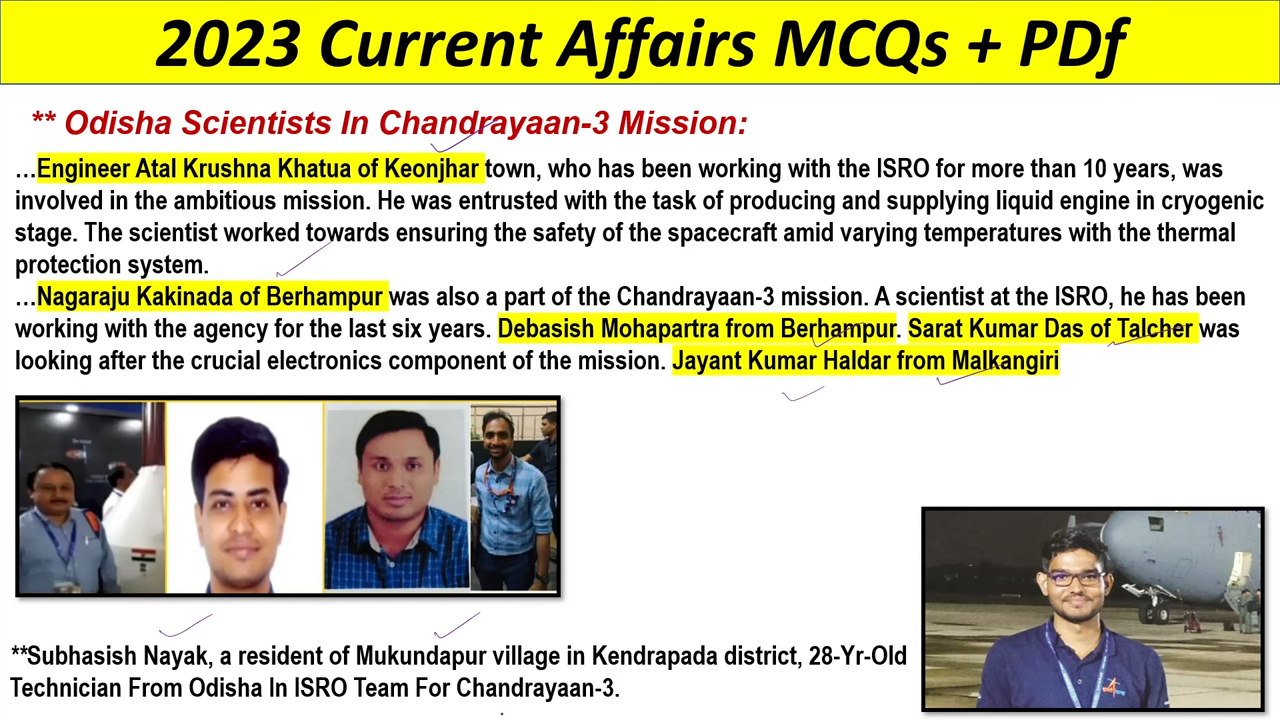 2023 Current Affairs MCQs + PDf
** Odisha Scientists In Chandrayaan-3 Mission:
...Engineer Atal Krushna Khatua of Keonjhar town, who has been working with the ISRO for more than 10 years, was
involved in the ambitious mission. He was entrusted with the task of producing and supplying liquid engine in cryogenic
stage. The scientist worked towards ensuring the safety of the spacecraft amid varying temperatures with the thermal
protection system.
...Nagaraju Kakinada of Berhampur was also a part of the Chandrayaan-3 mission. A scientist at the ISRO, he has been
working with the agency for the last six years. Debasish Mohapartra from Berhampur. Sarat Kumar Das of Talcher was
looking after the crucial electronics component of the mission. Jayant Kumar Haldar from Malkangiri
**Subhasish Nayak, a resident of Mukundapur village in Kendrapada district, 28-Yr-Old
Technician From Odisha In ISRO Team For Chandrayaan-3.